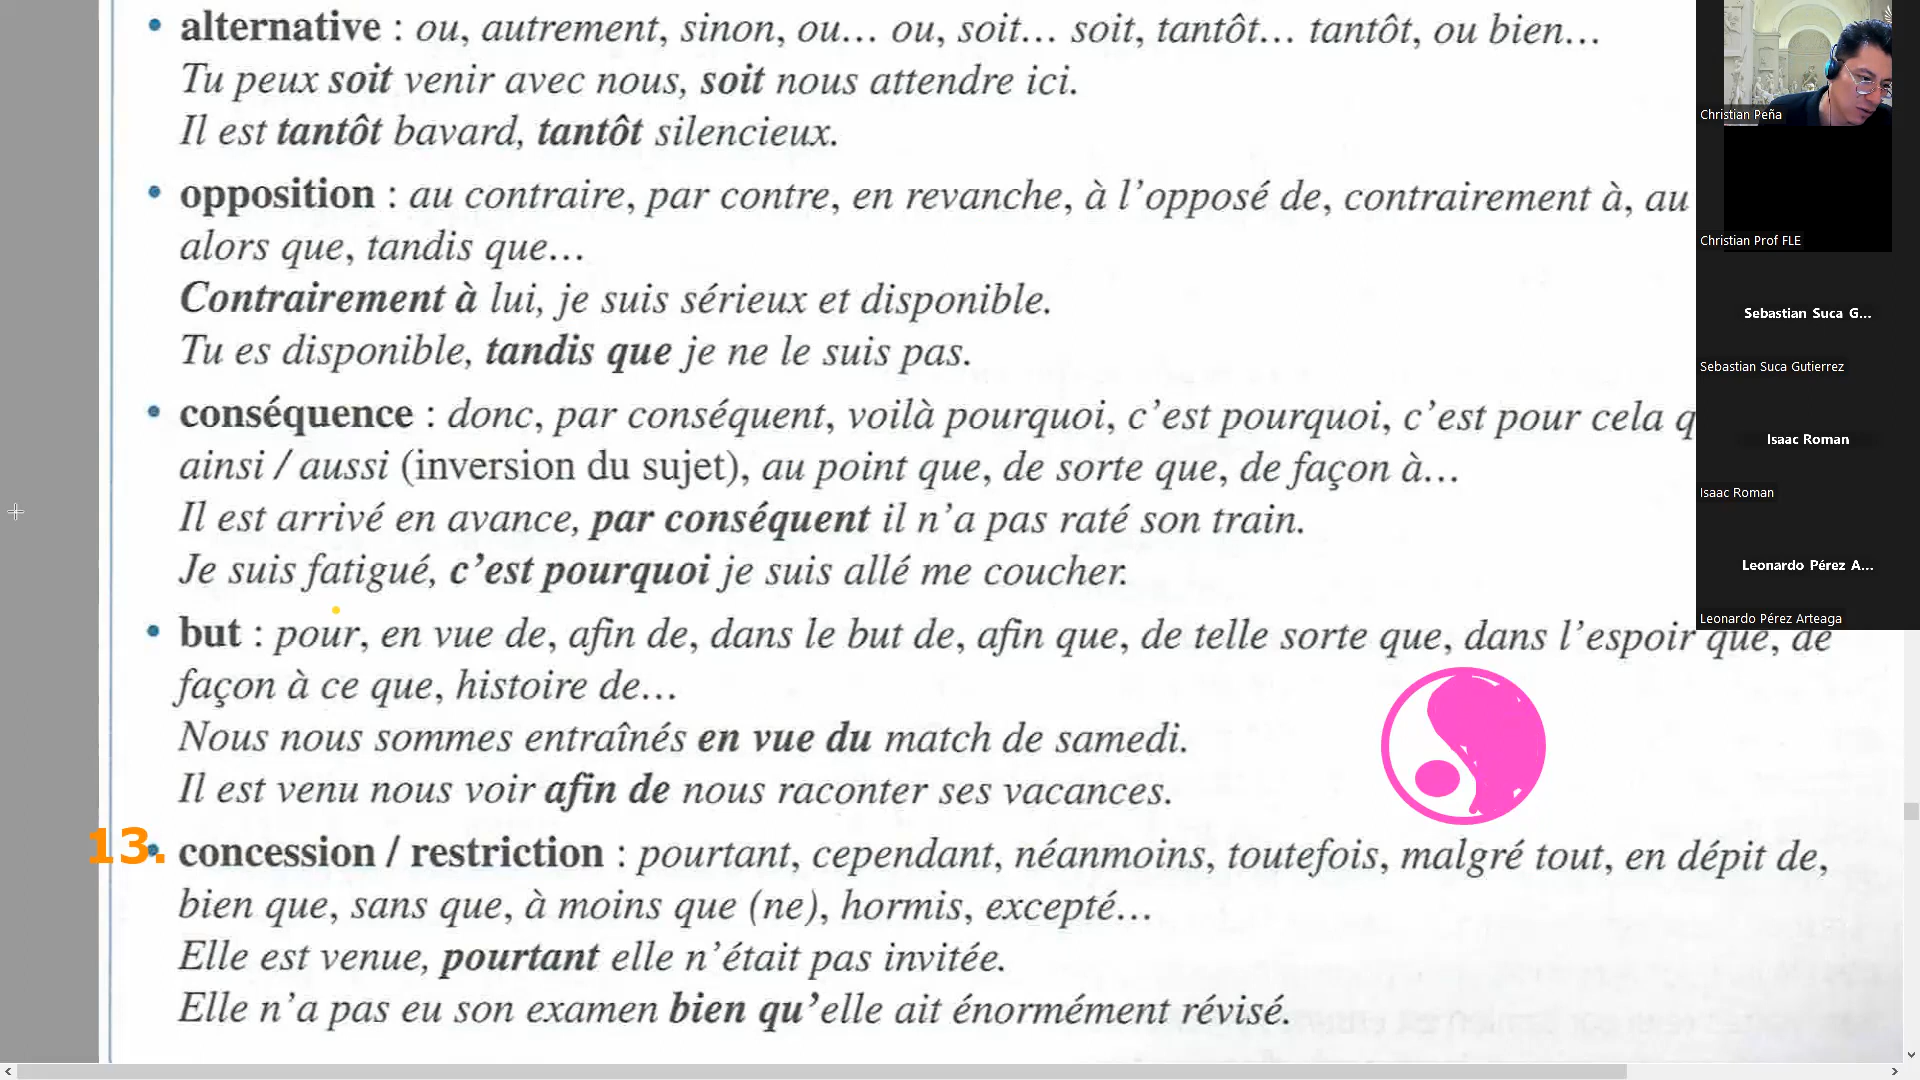 • alternative : ou, autrement, sinon, ou… ou, soit… soit, tantôt… tantôt, ou bien…
Tu peux soit venir avec nous, soit nous attendre ici.
Il est tantôt bavard, tantôt silencieux.
• opposition : au contraire, par contre, en revanche, à l’opposé de, contrairement à, au
alors que, tandis que…
Contrairement à lui, je suis sérieux et disponible.
Tu es disponible, tandis que je ne le suis pas.
• conséquence : donc, par conséquent, voilà pourquoi, c’est pourquoi, c’est pour cela q
ainsi / aussi (inversion du sujet), au point que, de sorte que, de façon à…
Il est arrivé en avance, par conséquent il n’a pas raté son train.
Je suis fatigué, c’est pourquoi je suis allé me coucher.
• but : pour, en vue de, afin de, dans le but de, afin que, de telle sorte que, dans l’espoir que, de
façon à ce que, histoire de…
Nous nous sommes entraînés en vue du match de samedi.
Il est venu nous voir afin de nous raconter ses vacances.
13.
• concession / restriction : pourtant, cependant, néanmoins, toutefois, malgré tout, en dépit de,
bien que, sans que, à moins que (ne), hormis, excepté…
Elle est venue, pourtant elle n’était pas invitée.
Elle n’a pas eu son examen bien qu’elle ait énormément révisé.
Christian Peña
Christian Prof FLE
Sebastian Suca G...
Sebastian Suca Gutierrez
Isaac Roman
Isaac Roman
Leonardo Pérez A...
Leonardo Pérez Arteaga